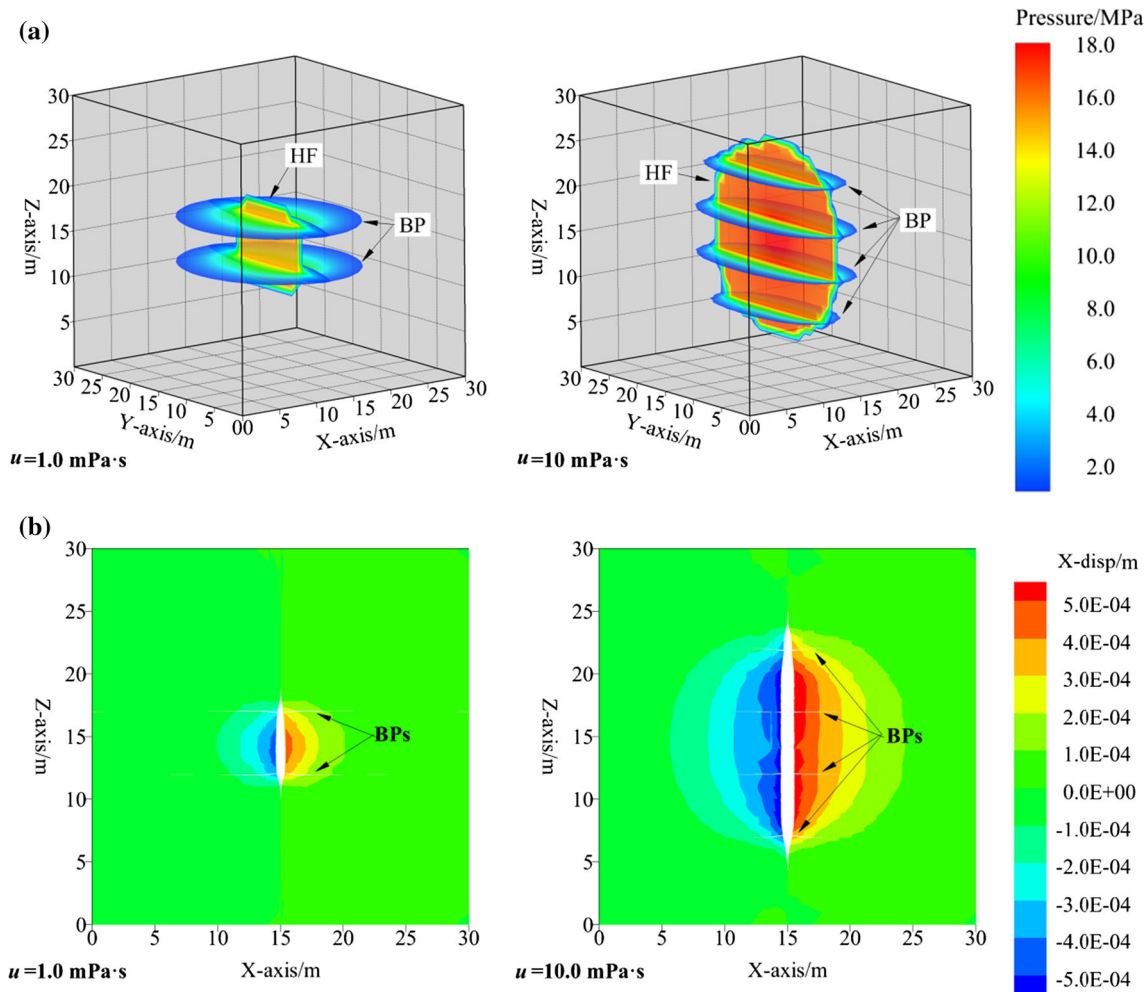 (a)
Pressure/MPa
18.0
16.0
14.0
12.0
10.0
8.0
6.0
4.0
2.0
30
25
20
15
10
5
Z-axis/m
HF
BP
30
25
20
15
10
5
0
Y-axis/m
0
5
10
15
20
25
30
X-axis/m
u=1.0 mPa·s
30
25
20
15
10
5
Z-axis/m
HF
BP
30
25
20
15
10
5
0
Y-axis/m
0
5
10
15
20
25
30
X-axis/m
u=10 mPa·s
(b)
30
25
20
15
10
5
0
Z-axis/m
BPs
0 5 10 15 20 25 30
X-axis/m
u=1.0 mPa·s
30
25
20
15
10
5
0
Z-axis/m
BPs
0 5 10 15 20 25 30
X-axis/m
u=10.0 mPa·s
X-disp/m
5.0E-04
4.0E-04
3.0E-04
2.0E-04
1.0E-04
0.0E+00
-1.0E-04
-2.0E-04
-3.0E-04
-4.0E-04
-5.0E-04